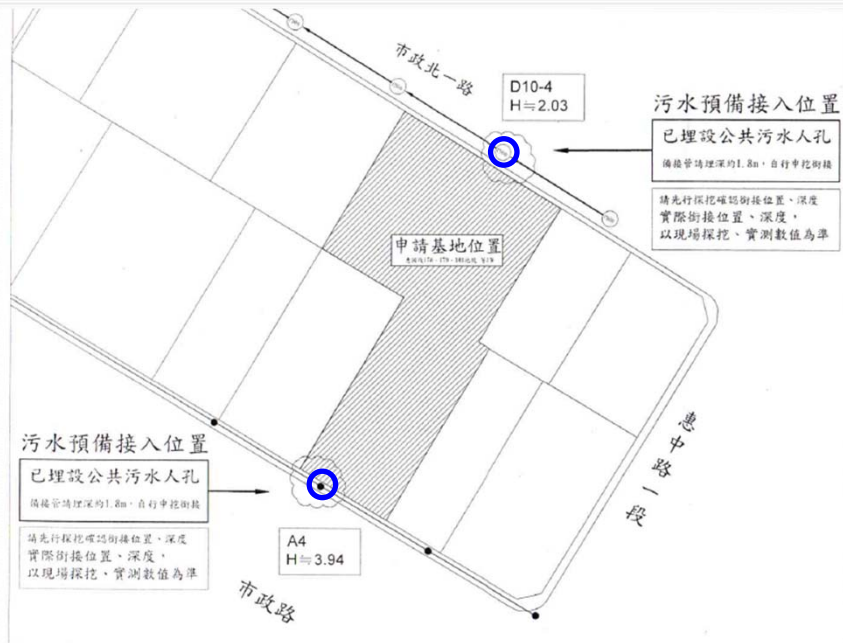 市政北一路
D10-4
H≒2.03
污水預備接入位置
已埋設公共污水人孔
備接管請埋深約1.8m，自行申挖銜接
請先行探挖確認銜接位置、深度
實際銜接位置、深度，
以現場探挖、實測數值為準
申請基地位置
惠中路一段
污水預備接入位置
已埋設公共污水人孔
備接管請埋深約1.8m，自行申挖銜接
請先行探挖確認銜接位置、深度
實際銜接位置、深度，
以現場探挖、實測數值為準
A4
H≒3.94
市政路